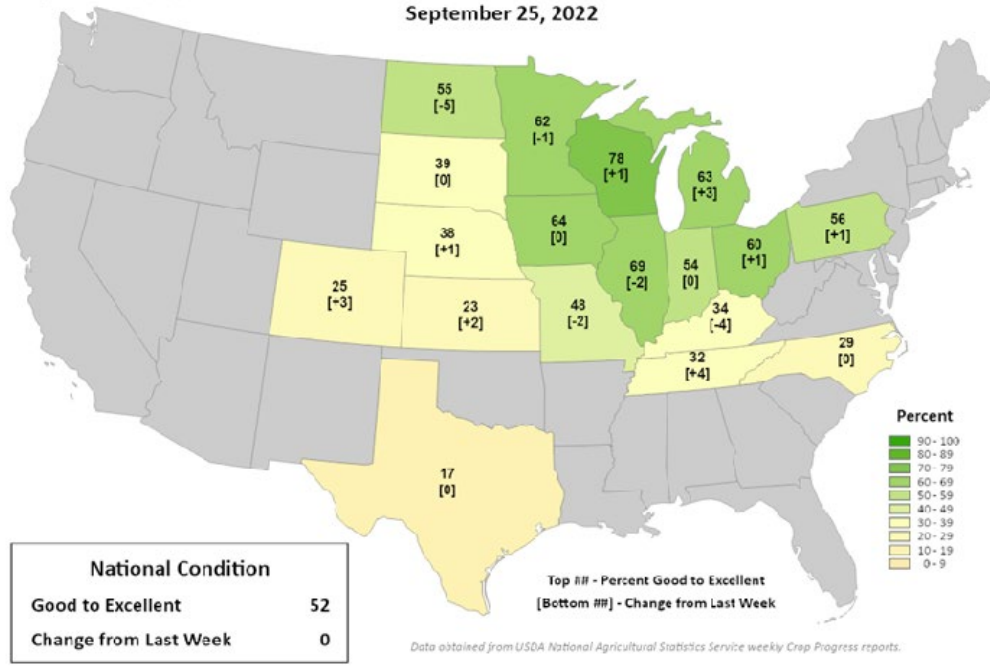 September 25, 2022
55
[-5]
62
[-1]
78
[+1]
63
[+3]
39
[0]
56
[+1]
64
[0]
38
[+1]
60
[+1]
69
[-2]
54
[0]
25
[+3]
23
[+2]
48
[-2]
34
[-4]
29
[0]
32
[+4]
17
[0]
Percent
90 - 100
80 - 89
70 - 79
60 - 69
50 - 59
40 - 49
30 - 39
20 - 29
10 - 19
0 - 9
National Condition
Good to Excellent 52
Change from Last Week 0
Top ## - Percent Good to Excellent
[Bottom ##] - Change from Last Week
Data obtained from USDA National Agricultural Statistics Service weekly Crop Progress reports.